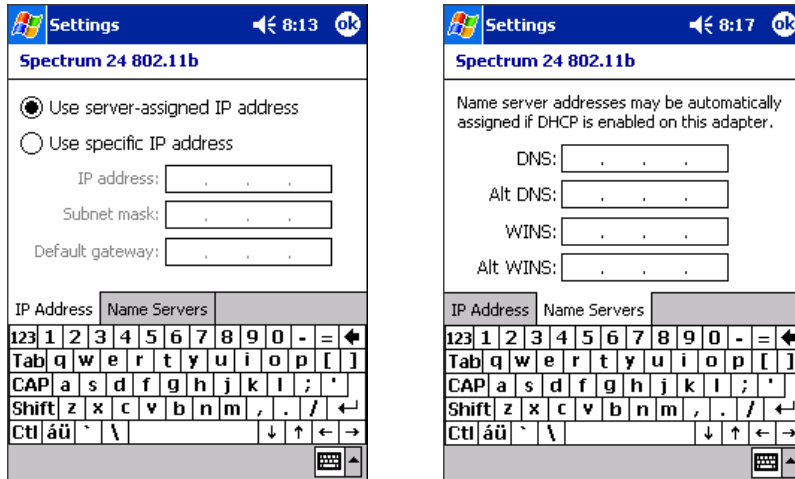 Settings 8:13 ok
Spectrum 24 802.11b
Use server-assigned IP address
Use specific IP address
IP address: . . .
Subnet mask: . . .
Default gateway: . . .
IP Address Name Servers
123 1 2 3 4 5 6 7 8 9 0 - =
Tab q w e r t y u i o p [ ]
CAP a s d f g h j k l ; '
Shift z x c v b n m , . /
Ctl áü ` \ ↓ ↑ ← →
Settings 8:17 ok
Spectrum 24 802.11b
Name server addresses may be automatically
assigned if DHCP is enabled on this adapter.
DNS: . . .
Alt DNS: . . .
WINS: . . .
Alt WINS: . . .
IP Address Name Servers
123 1 2 3 4 5 6 7 8 9 0 - =
Tab q w e r t y u i o p [ ]
CAP a s d f g h j k l ; '
Shift z x c v b n m , . /
Ctl áü ` \ ↓ ↑ ← →